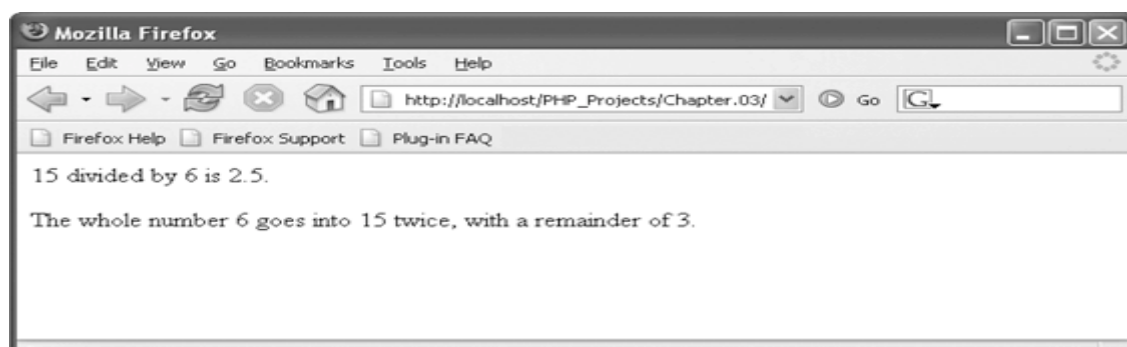 Mozilla Firefox
File Edit View Go Bookmarks Tools Help
http://localhost/PHP_Projects/Chapter.03/ Go G
Firefox Help Firefox Support Plug-in FAQ
15 divided by 6 is 2.5.
The whole number 6 goes into 15 twice, with a remainder of 3.